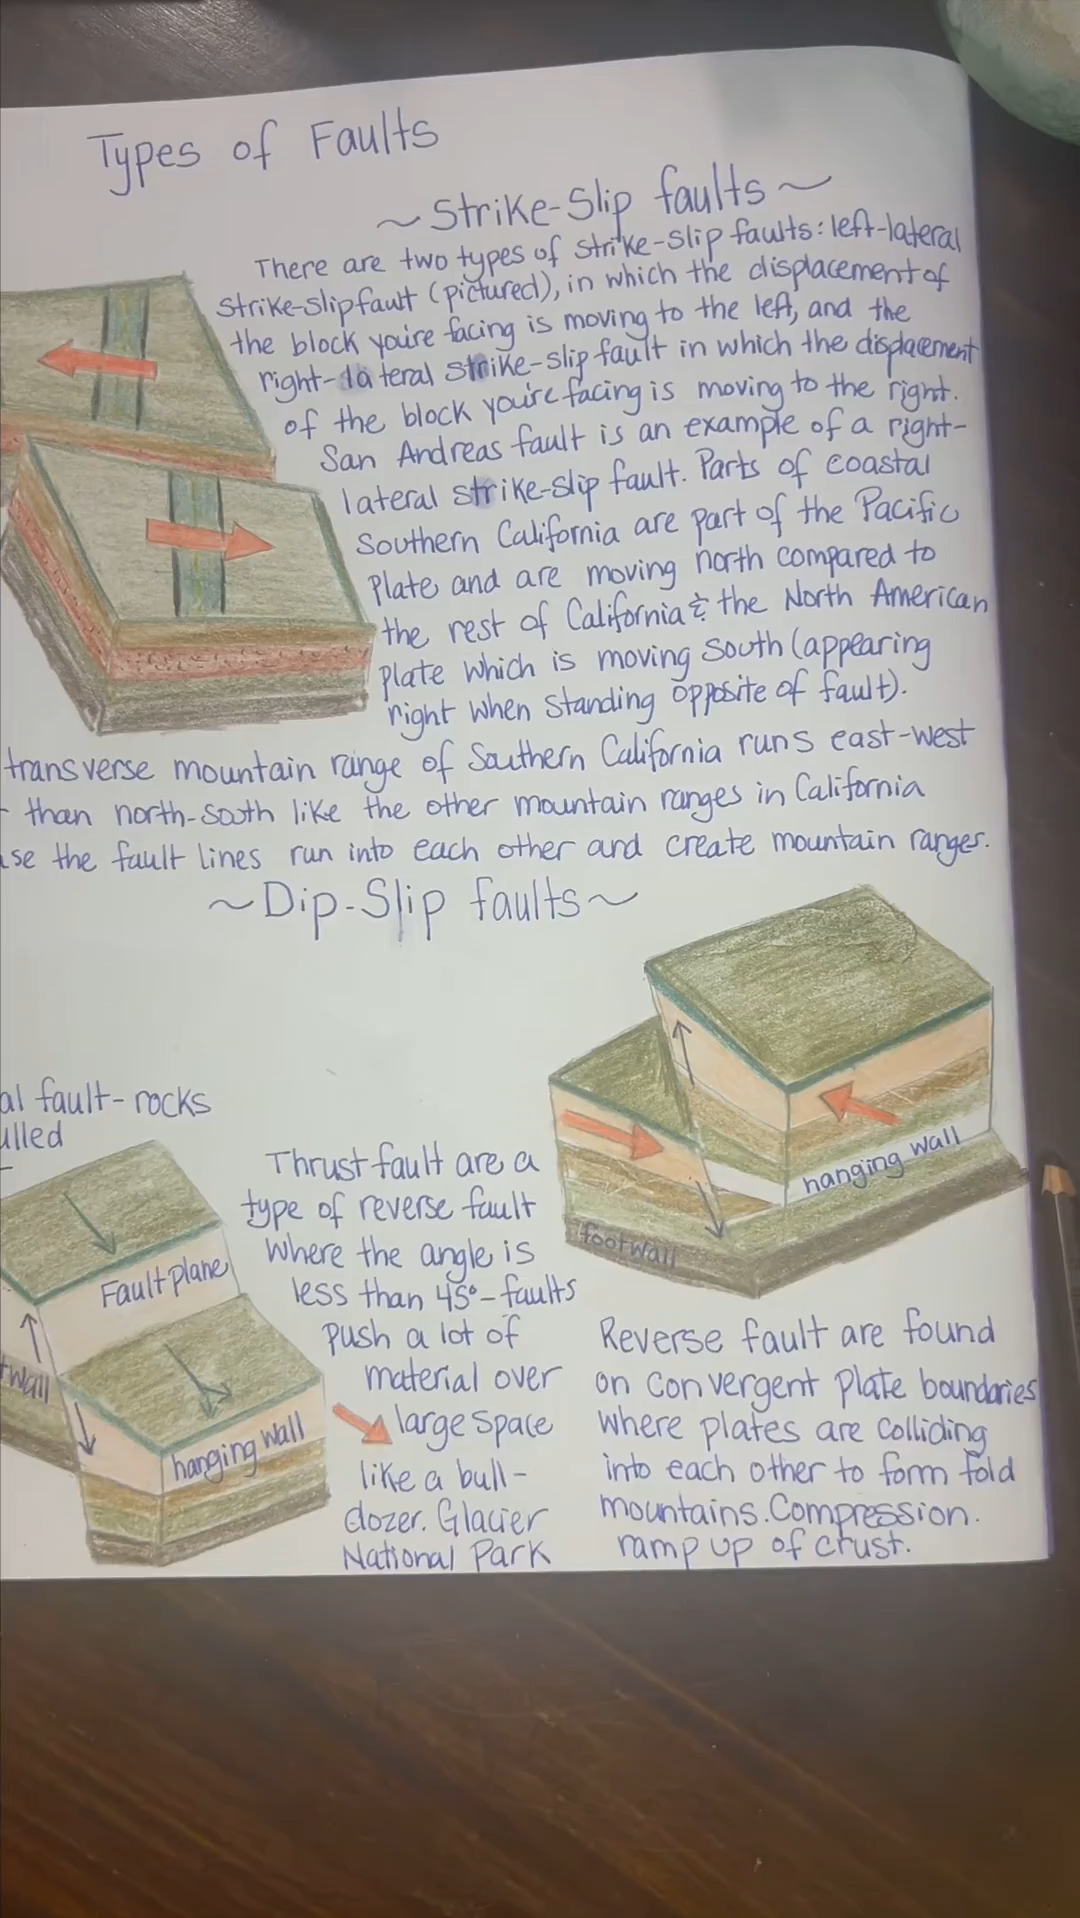 Types of Faults
~Strike-Slip faults~
There are two types of strike-slip faults: left-lateral
strike-slip fault (pictured), in which the displacement of
the block you're facing is moving to the left, and the
right-lateral strike-slip fault in which the displacement
of the block you're facing is moving to the right.
San Andreas fault is an example of a right-
lateral strike-slip fault. Parts of coastal
Southern California are part of the Pacific
Plate and are moving north compared to
the rest of California & the North American
plate which is moving south (appearing
right when standing opposite of fault).
transverse mountain range of Southern California runs east-west
than north-south like the other mountain ranges in California
use the fault lines run into each other and create mountain ranges.
~Dip-Slip faults~
al fault- rocks
ulled
Fault plane
twall
hanging wall
Thrust fault are a
type of reverse fault
where the angle is
less than 45°-faults
push a lot of
material over
large space
like a bull-
dozer. Glacier
National Park
hanging wall
footwall
Reverse fault are found
on convergent plate boundaries
where plates are colliding
into each other to form fold
mountains. Compression.
ramp up of crust.